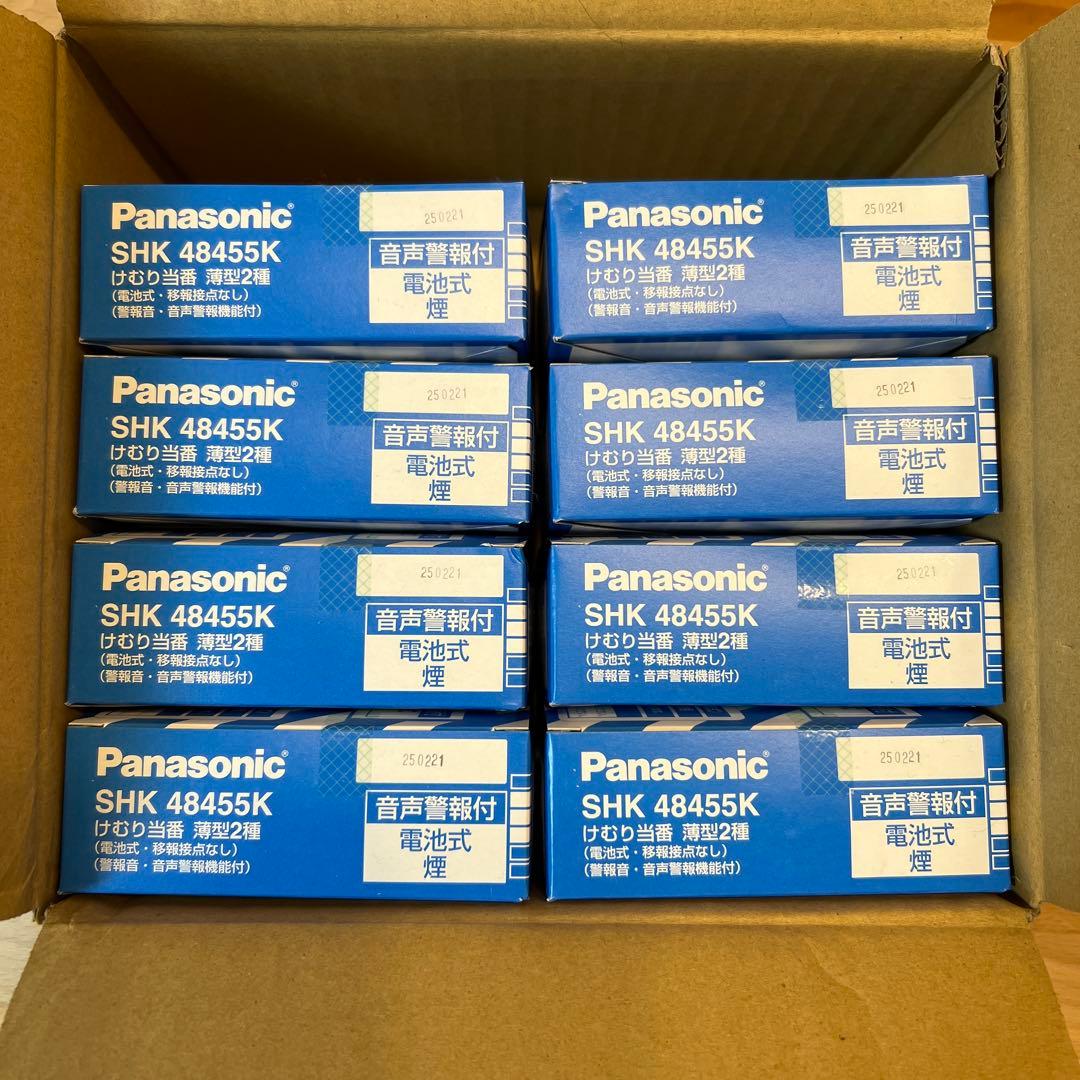 Panasonic®
250221
SHK 48455K
音声警報付
けむり当番 薄型2種
電池式
(電池式・移報接点なし)
煙
(警報音・音声警報機能付)
Panasonic®
250221
SHK 48455K
音声警報付
けむり当番 薄型2種
電池式
(電池式・移報接点なし)
煙
(警報音・音声警報機能付)
Panasonic®
250221
SHK 48455K
音声警報付
けむり当番 薄型2種
電池式
(電池式・移報接点なし)
煙
(警報音・音声警報機能付)
Panasonic®
250221
SHK 48455K
音声警報付
けむり当番 薄型2種
電池式
(電池式・移報接点なし)
煙
(警報音・音声警報機能付)
Panasonic®
250221
SHK 48455K
音声警報付
けむり当番 薄型2種
電池式
(電池式・移報接点なし)
煙
(警報音・音声警報機能付)
Panasonic®
250221
SHK 48455K
音声警報付
けむり当番 薄型2種
電池式
(電池式・移報接点なし)
煙
(警報音・音声警報機能付)
Panasonic®
250221
SHK 48455K
音声警報付
けむり当番 薄型2種
電池式
(電池式・移報接点なし)
煙
(警報音・音声警報機能付)
Panasonic®
250221
SHK 48455K
音声警報付
けむり当番 薄型2種
電池式
(電池式・移報接点なし)
煙
(警報音・音声警報機能付)